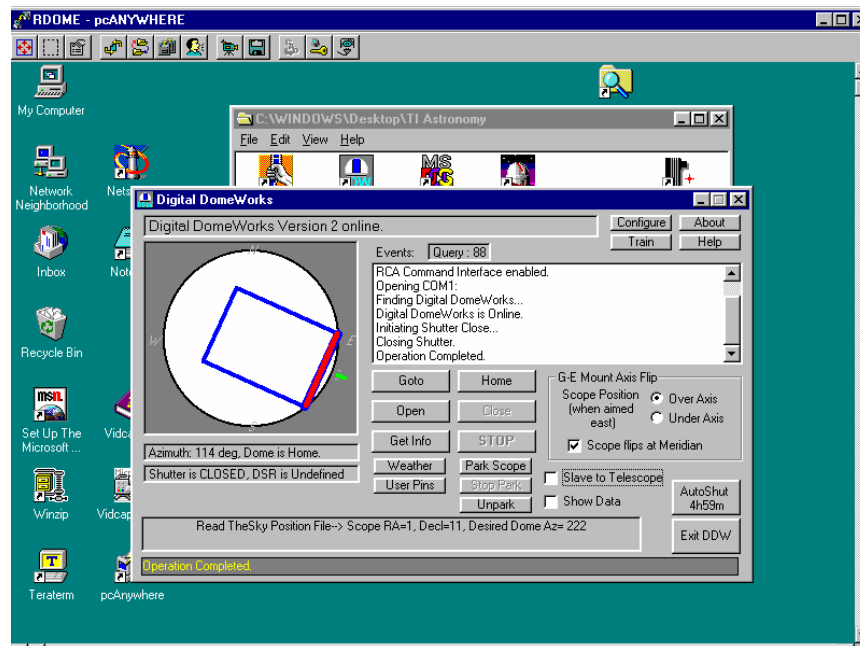 RDOME - pcANYWHERE
My Computer
C:\WINDOWS\Desktop\TI Astronomy
File Edit View Help
Network
Neighborhood
Nets
Inbox
Note
Recycle Bin
MSN
Set Up The
Microsoft ...
Vidca
Winzip
Vidcap
Teraterm
pcAnywhere
Digital DomeWorks
Digital DomeWorks Version 2 online.
Configure
About
Train
Help
W
E
S
Events:
Query : 88
RCA Command Interface enabled.
Opening COM1:
Finding Digital DomeWorks...
Digital DomeWorks is Online.
Initiating Shutter Close...
Closing Shutter.
Operation Completed.
Azimuth: 114 deg, Dome is Home.
Shutter is CLOSED, DSR is Undefined
Goto
Home
Open
Close
Get Info
STOP
Weather
Park Scope
User Pins
Stop Park
Unpark
G-E Mount Axis Flip
Scope Position
(when aimed
east)
Over Axis
Under Axis
Scope flips at Meridian
Slave to Telescope
Show Data
AutoShut
4h59m
Exit DDW
Read TheSky Position File--> Scope RA=1, Decl=11, Desired Dome Az= 222
Operation Completed.